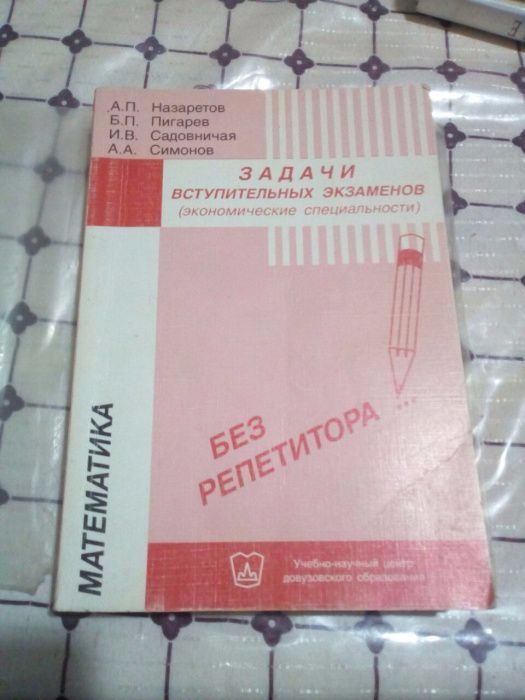 А.П. Назаретов
Б.П. Пигарев
И.В. Садовничая
А.А. Симонов
ЗАДАЧИ
ВСТУПИТЕЛЬНЫХ ЭКЗАМЕНОВ
(экономические специальности)
БЕЗ
РЕПЕТИТОРА ...
МАТЕМАТИКА
Учебно-научный центр
довузовского образования